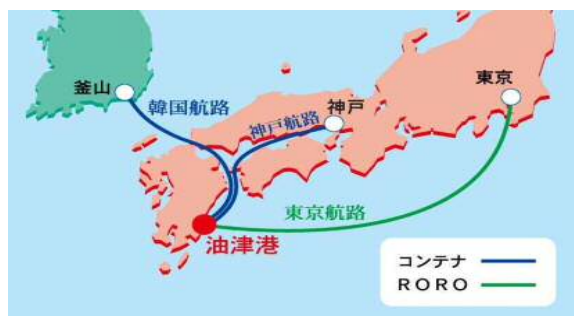 釜山
韓国航路
神戸航路
神戸
東京
東京航路
油津港
コンテナ
RORO